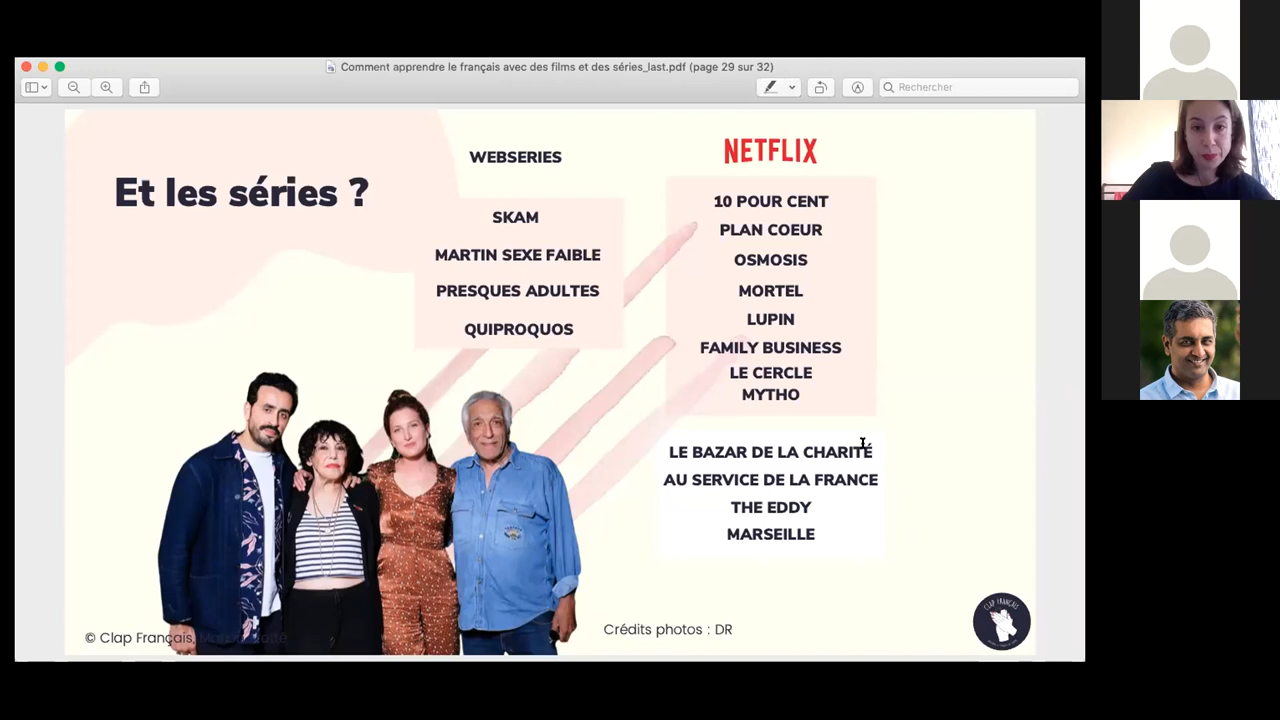 Comment apprendre le français avec des films et des séries_last.pdf (page 29 sur 32)
Rechercher
Et les séries ?
WEBSERIES
SKAM
MARTIN SEXE FAIBLE
PRESQUES ADULTES
QUIPROQUOS
NETFLIX
10 POUR CENT
PLAN COEUR
OSMOSIS
MORTEL
LUPIN
FAMILY BUSINESS
LE CERCLE
MYTHO
LE BAZAR DE LA CHARITÉ
AU SERVICE DE LA FRANCE
THE EDDY
MARSEILLE
© Clap Français,
Crédits photos : DR
CLAP FRANÇAIS